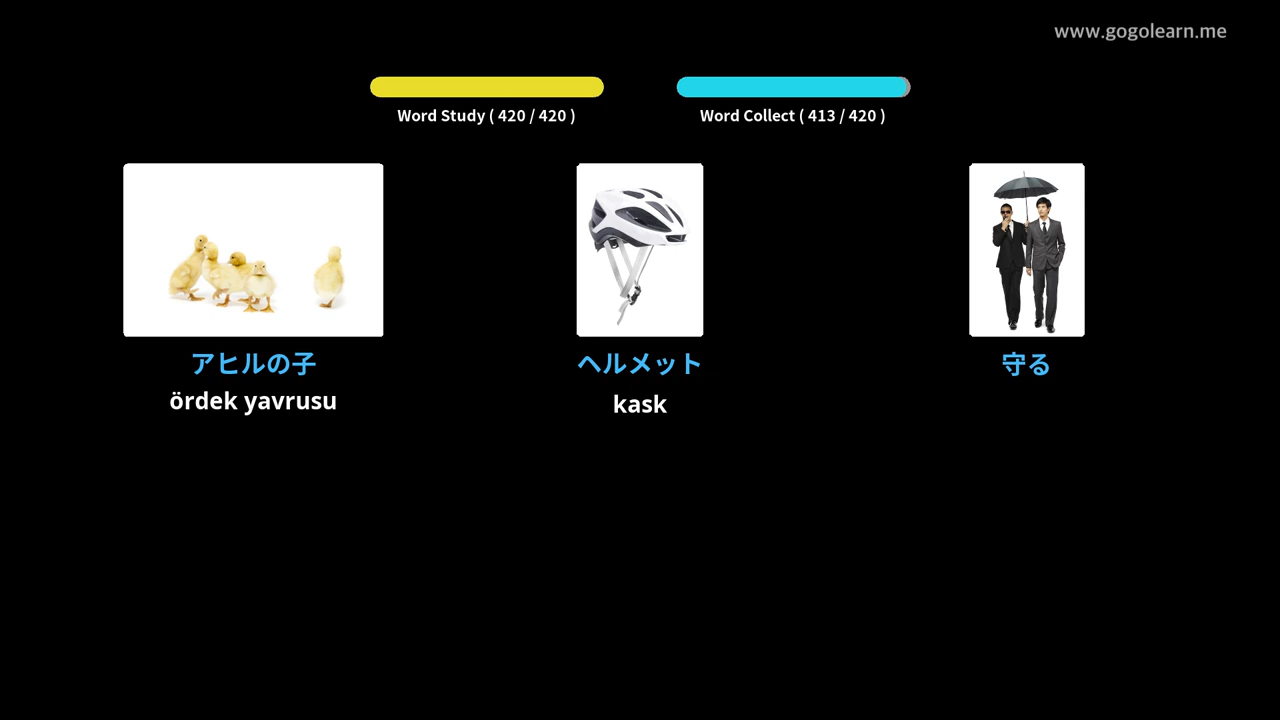 www.gogolearn.me
Word Study ( 420 / 420 )
Word Collect ( 413 / 420 )
アヒルの子
ヘルメット
守る
ördek yavrusu
kask